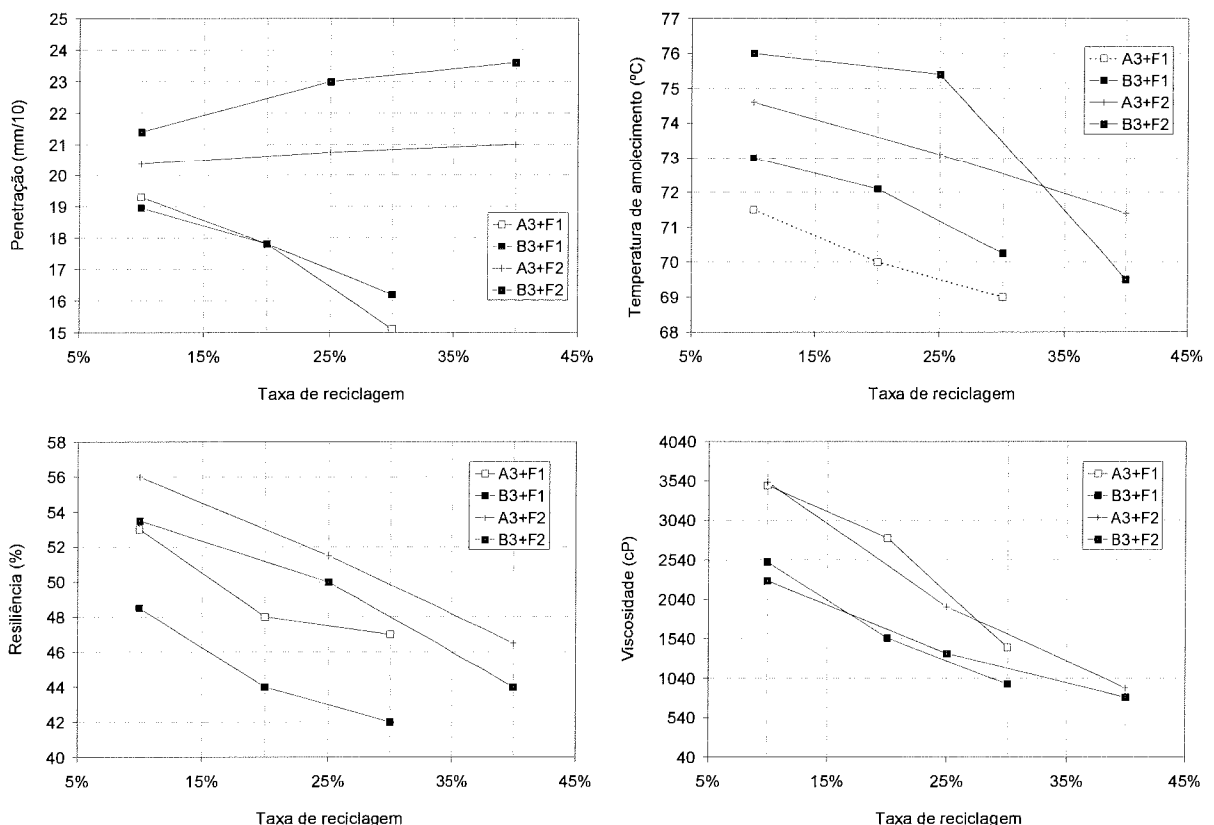 Penetração (mm/10)
25
24
23
22
21
20
19
18
17
16
15
5%
15%
25%
35%
45%
Taxa de reciclagem
A3+F1
B3+F1
A3+F2
B3+F2
Temperatura de amolecimento (ºC)
77
76
75
74
73
72
71
70
69
68
5%
15%
25%
35%
45%
Taxa de reciclagem
A3+F1
B3+F1
A3+F2
B3+F2
Resiliência (%)
58
56
54
52
50
48
46
44
42
40
5%
15%
25%
35%
45%
Taxa de reciclagem
A3+F1
B3+F1
A3+F2
B3+F2
Viscosidade (cP)
4040
3540
3040
2540
2040
1540
1040
540
40
5%
15%
25%
35%
45%
Taxa de reciclagem
A3+F1
B3+F1
A3+F2
B3+F2